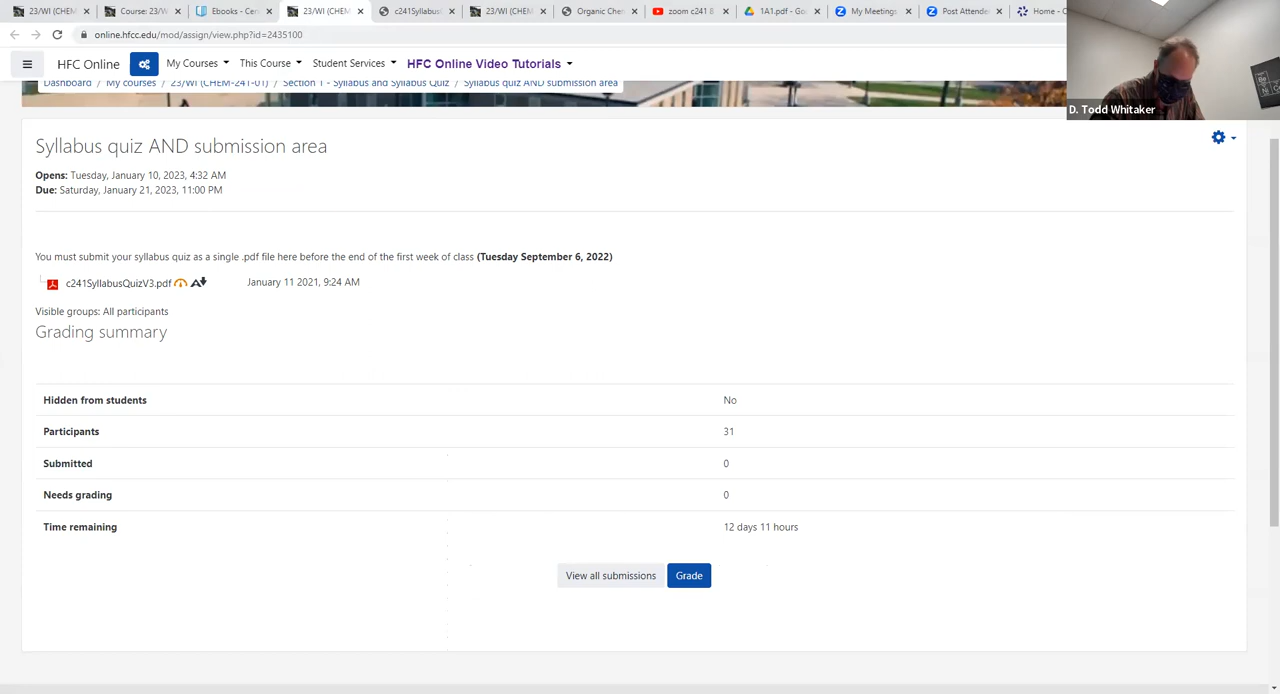 23/WI (CHEM
Course: 23/W
Ebooks - Cen
23/WI (CHEM
c241Syllabus
23/WI (CHEM
Organic Chem
zoom c241 8
1A1.pdf - Go
My Meetings
Post Attende
Home - C
online.hfcc.edu/mod/assign/view.php?id=2435100
HFC Online
My Courses
This Course
Student Services
HFC Online Video Tutorials
Dashboard / My courses / 23/WI (CHEM-241-01) / Section 1 - Syllabus and Syllabus Quiz / Syllabus quiz AND submission area
D. Todd Whitaker
Syllabus quiz AND submission area
Opens: Tuesday, January 10, 2023, 4:32 AM
Due: Saturday, January 21, 2023, 11:00 PM
You must submit your syllabus quiz as a single .pdf file here before the end of the first week of class (Tuesday September 6, 2022)
c241SyllabusQuizV3.pdf January 11 2021, 9:24 AM
Visible groups: All participants
Grading summary
Hidden from students No
Participants 31
Submitted 0
Needs grading 0
Time remaining 12 days 11 hours
View all submissions Grade